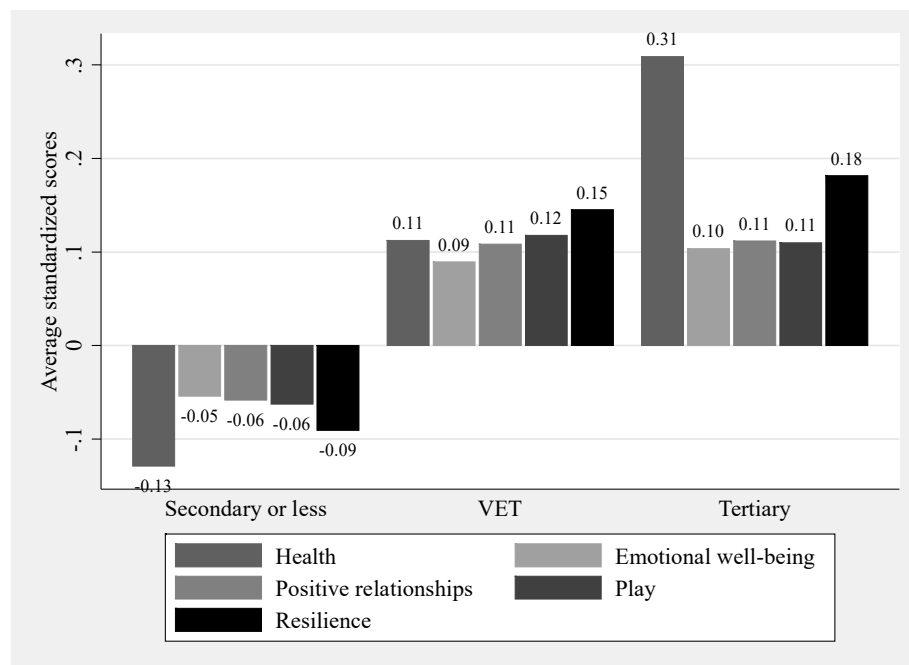 Average standardized scores
.3
.2
.1
0
-.1
-0.13
-0.05
-0.06
-0.06
-0.09
0.11
0.09
0.11
0.12
0.15
0.31
0.10
0.11
0.11
0.18
Secondary or less
VET
Tertiary
Health
Emotional well-being
Positive relationships
Play
Resilience